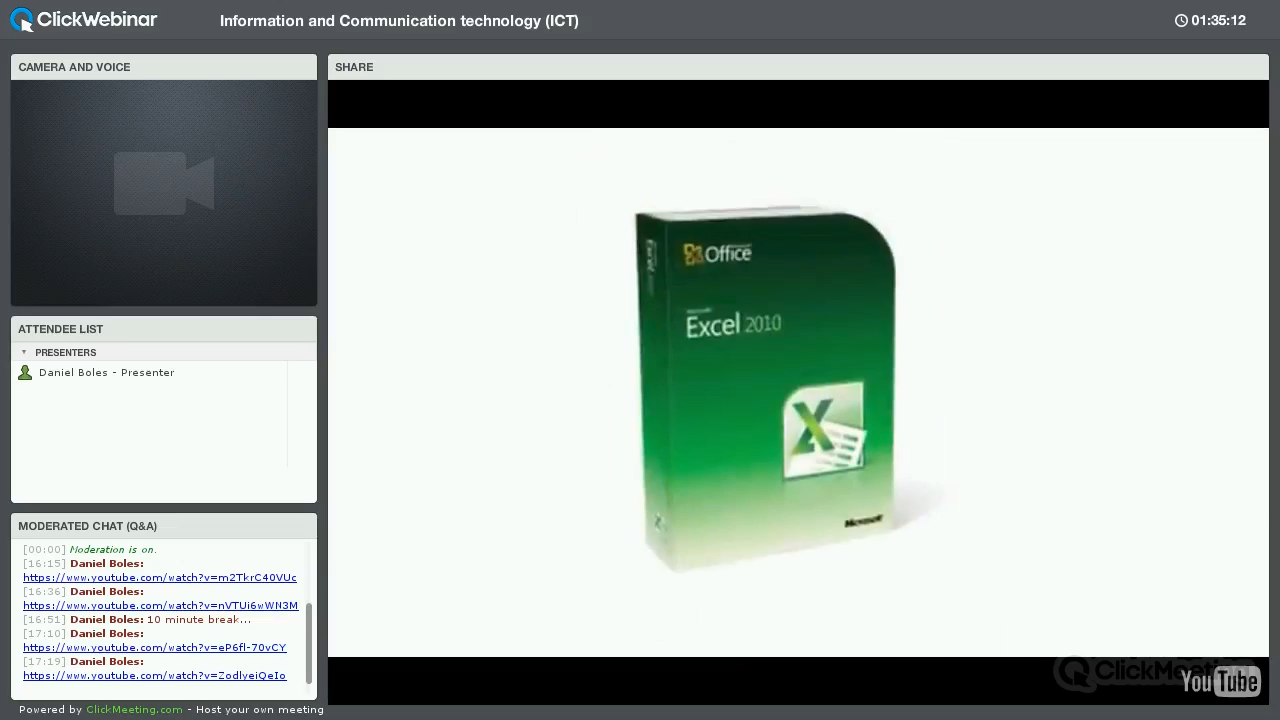 ClickWebinar
Information and Communication technology (ICT)
01:35:12
CAMERA AND VOICE
SHARE
Office
Excel 2010
Microsoft
ATTENDEE LIST
PRESENTERS
Daniel Boles - Presenter
MODERATED CHAT (Q&A)
[00:00] Moderation is on.
[16:15] Daniel Boles:
https://www.youtube.com/watch?v=m2TkrC40VUc
[16:36] Daniel Boles:
https://www.youtube.com/watch?v=nVTUi6wWN3M
[16:51] Daniel Boles: 10 minute break...
[17:10] Daniel Boles:
https://www.youtube.com/watch?v=eP6fl-70vCY
[17:19] Daniel Boles:
https://www.youtube.com/watch?v=ZodlyeiQeIo
ClickMeeting
YouTube
Powered by ClickMeeting.com - Host your own meeting